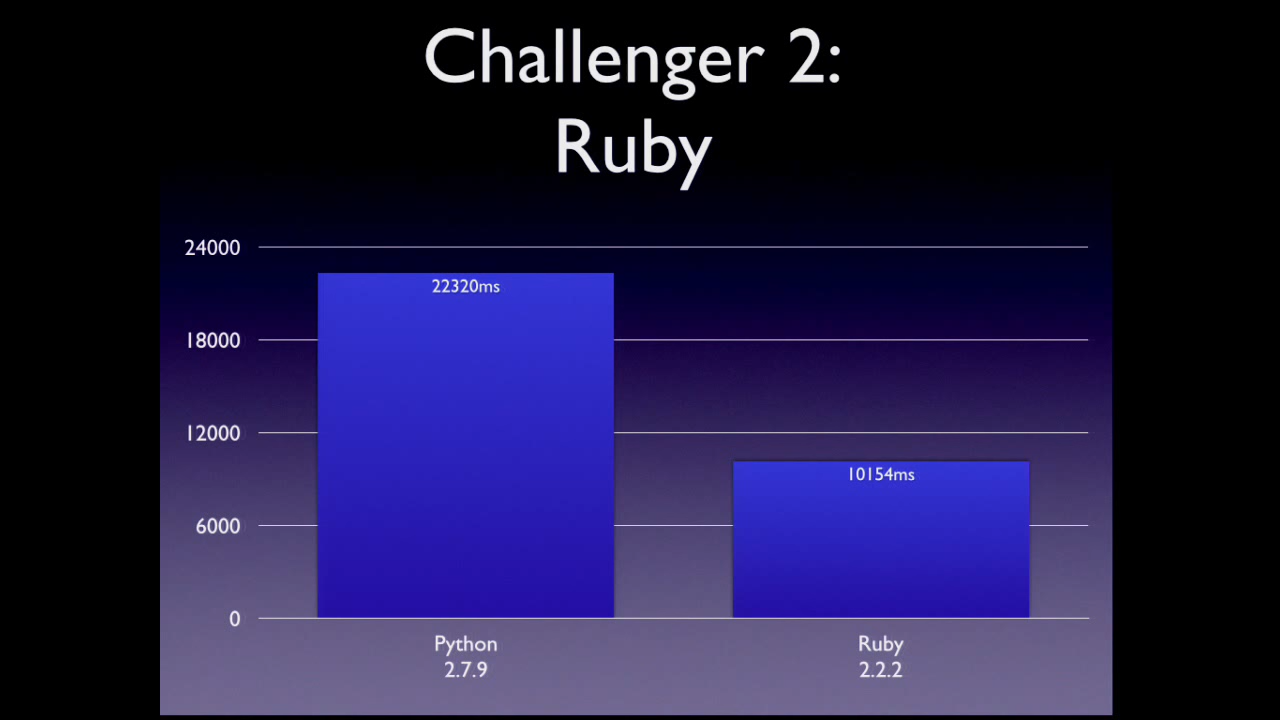 Challenger 2:
Ruby
24000
22320ms
18000
12000
10154ms
6000
0
Python
2.7.9
Ruby
2.2.2